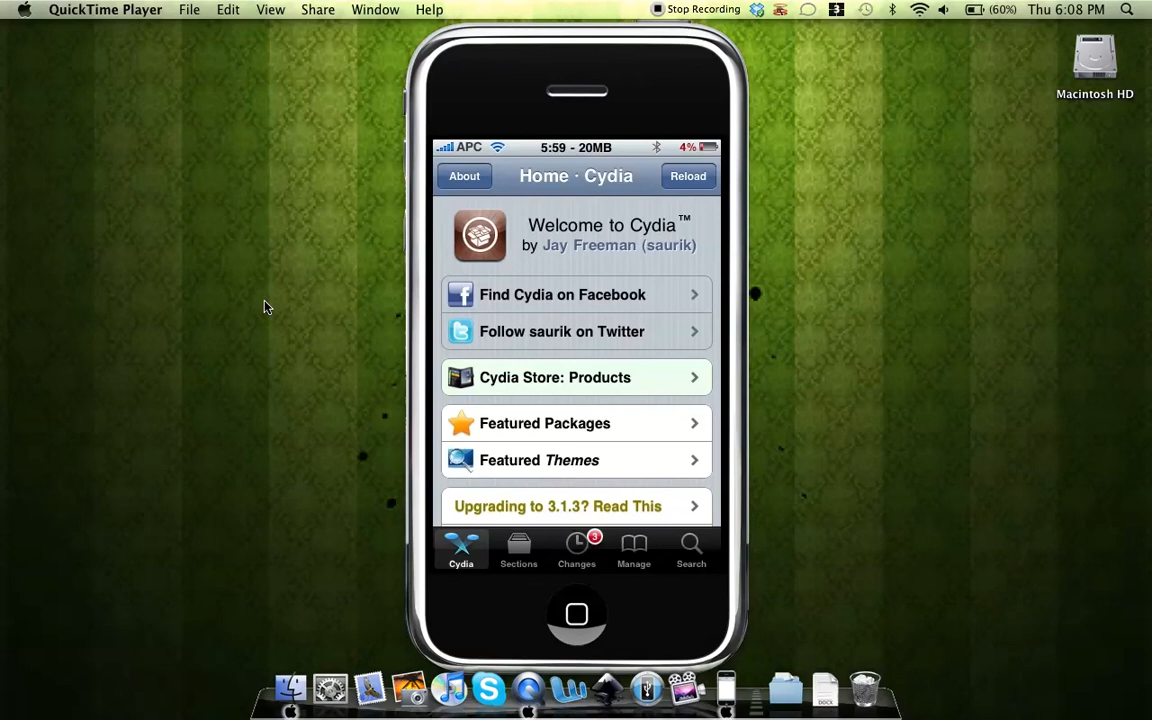 QuickTime Player File Edit View Share Window Help Stop Recording 3 (60%) Thu 6:08 PM
Macintosh HD
APC 5:59 - 20MB 4%
About Home · Cydia Reload
Welcome to Cydia™
by Jay Freeman (saurik)
Find Cydia on Facebook
Follow saurik on Twitter
Cydia Store: Products
Featured Packages
Featured Themes
Upgrading to 3.1.3? Read This
3
Cydia Sections Changes Manage Search
DOCX